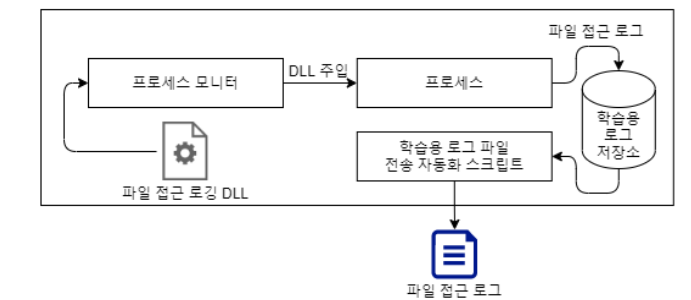 파일 접근 로그
프로세스 모니터
DLL 주입
프로세스
학습용
로그
저장소
학습용 로그 파일
전송 자동화 스크립트
파일 접근 로깅 DLL
파일 접근 로그